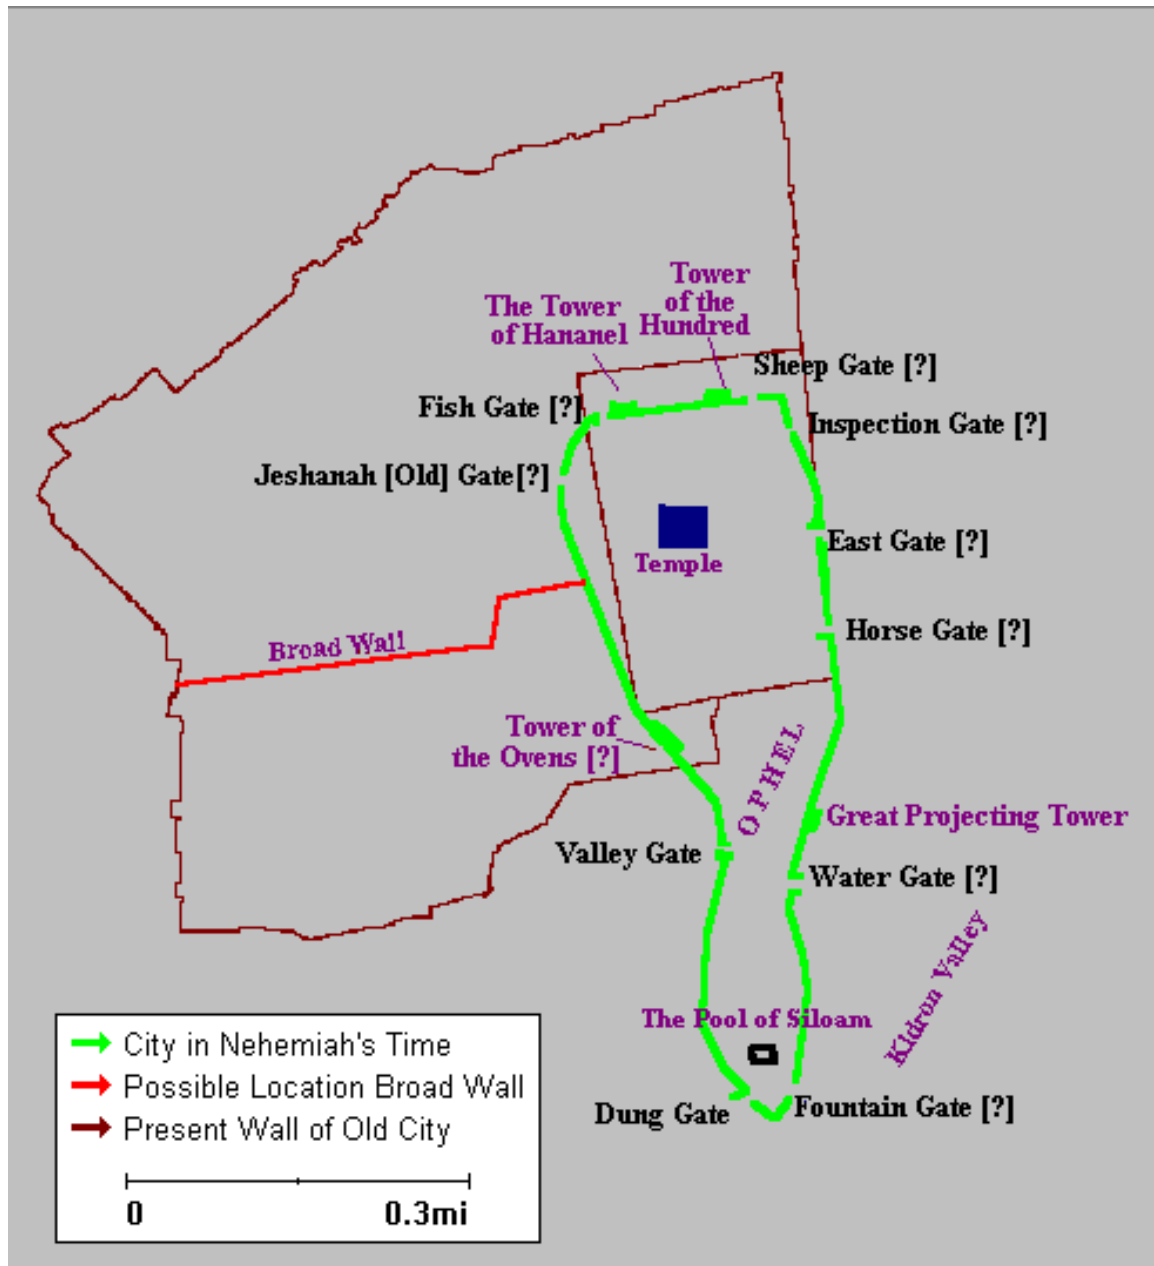 Tower
of the
Hundred
The Tower
of Hananel
Sheep Gate [?]
Fish Gate [?]
Inspection Gate [?]
Jeshanah [Old] Gate[?]
East Gate [?]
Temple
Horse Gate [?]
Broad Wall
Tower of
the Ovens [?]
OPHEL
Great Projecting Tower
Valley Gate
Water Gate [?]
Kidron Valley
The Pool of Siloam
Dung Gate
Fountain Gate [?]
City in Nehemiah's Time
Possible Location Broad Wall
Present Wall of Old City
0 0.3mi